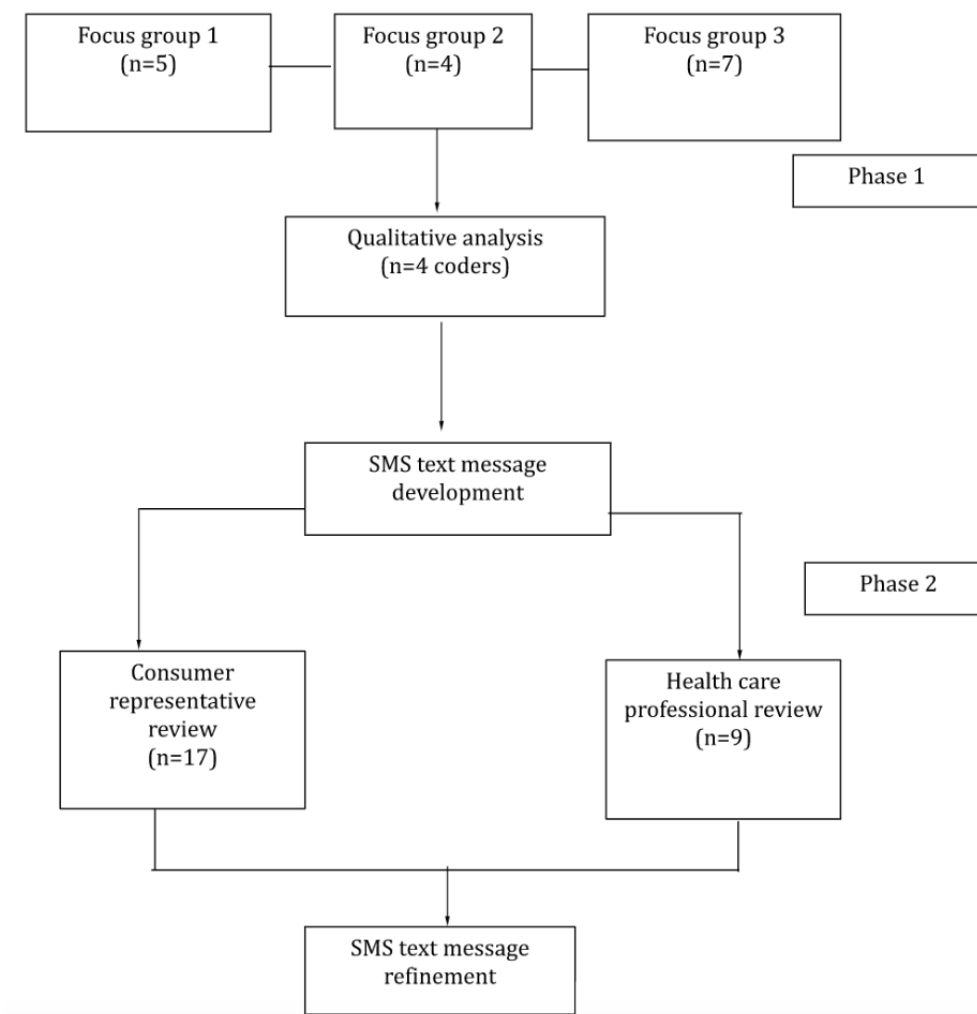 Focus group 1
(n=5)
Focus group 2
(n=4)
Focus group 3
(n=7)
Phase 1
Qualitative analysis
(n=4 coders)
SMS text message
development
Phase 2
Consumer
representative
review
(n=17)
Health care
professional review
(n=9)
SMS text message
refinement